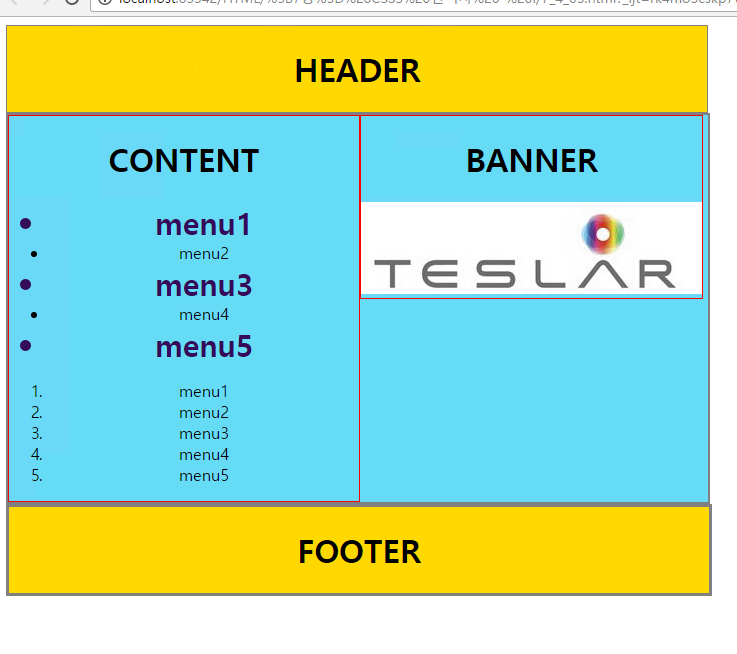 HEADER
CONTENT
menu1
menu2
menu3
menu4
menu5
1. menu1
2. menu2
3. menu3
4. menu4
5. menu5
BANNER
TESLAR
FOOTER